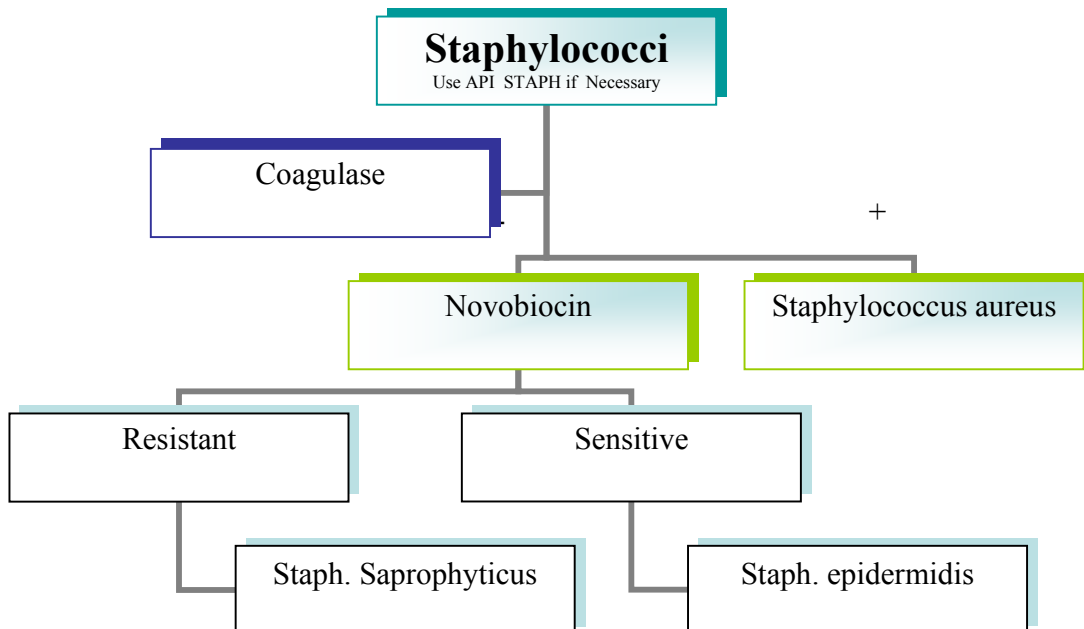 Staphylococci
Use API STAPH if Necessary
Coagulase
-
+
Novobiocin
Staphylococcus aureus
Resistant
Sensitive
Staph. Saprophyticus
Staph. epidermidis